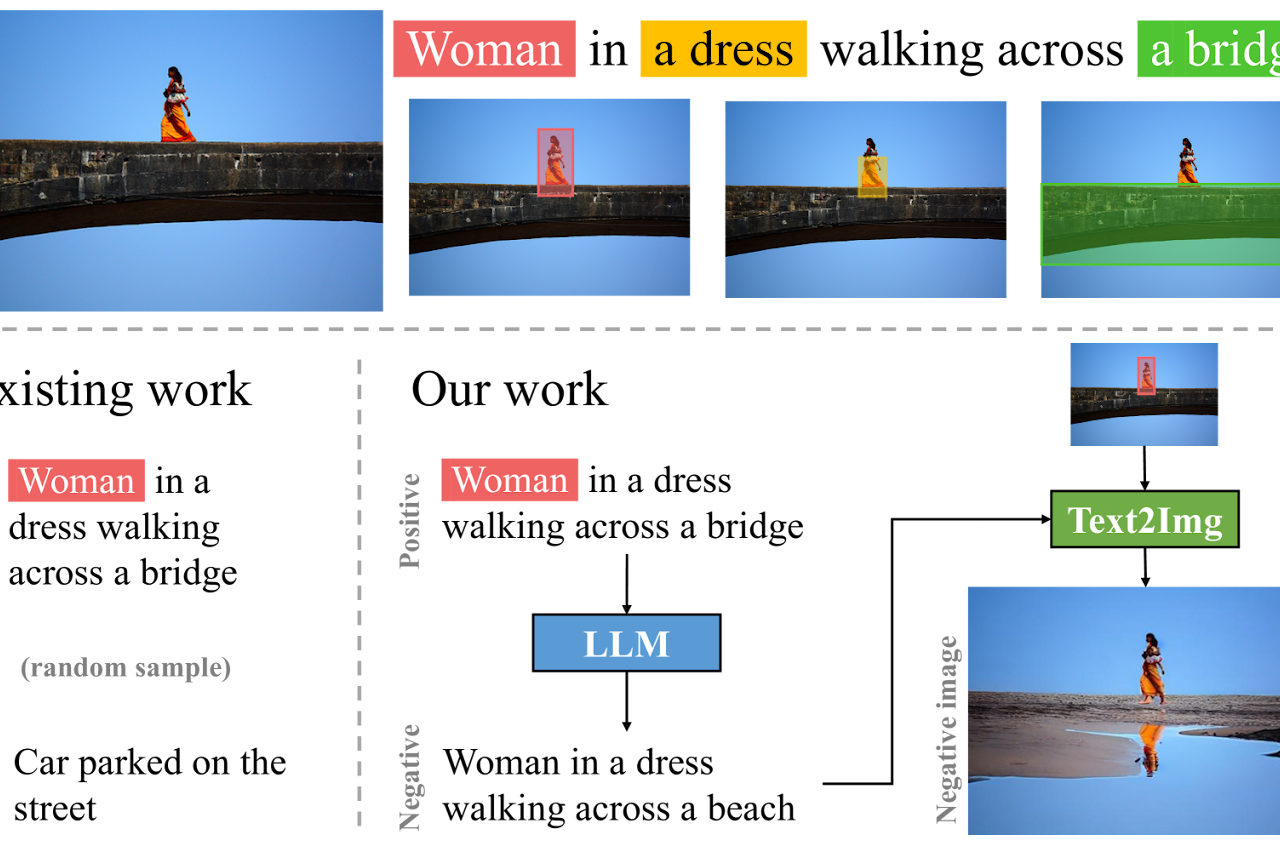 Woman in a dress walking across a bridg
xisting work
Woman in a
dress walking
across a bridge
(random sample)
Car parked on the
street
Our work
Positive
Woman in a dress
walking across a bridge
LLM
Negative
Woman in a dress
walking across a beach
Text2Img
Negative image